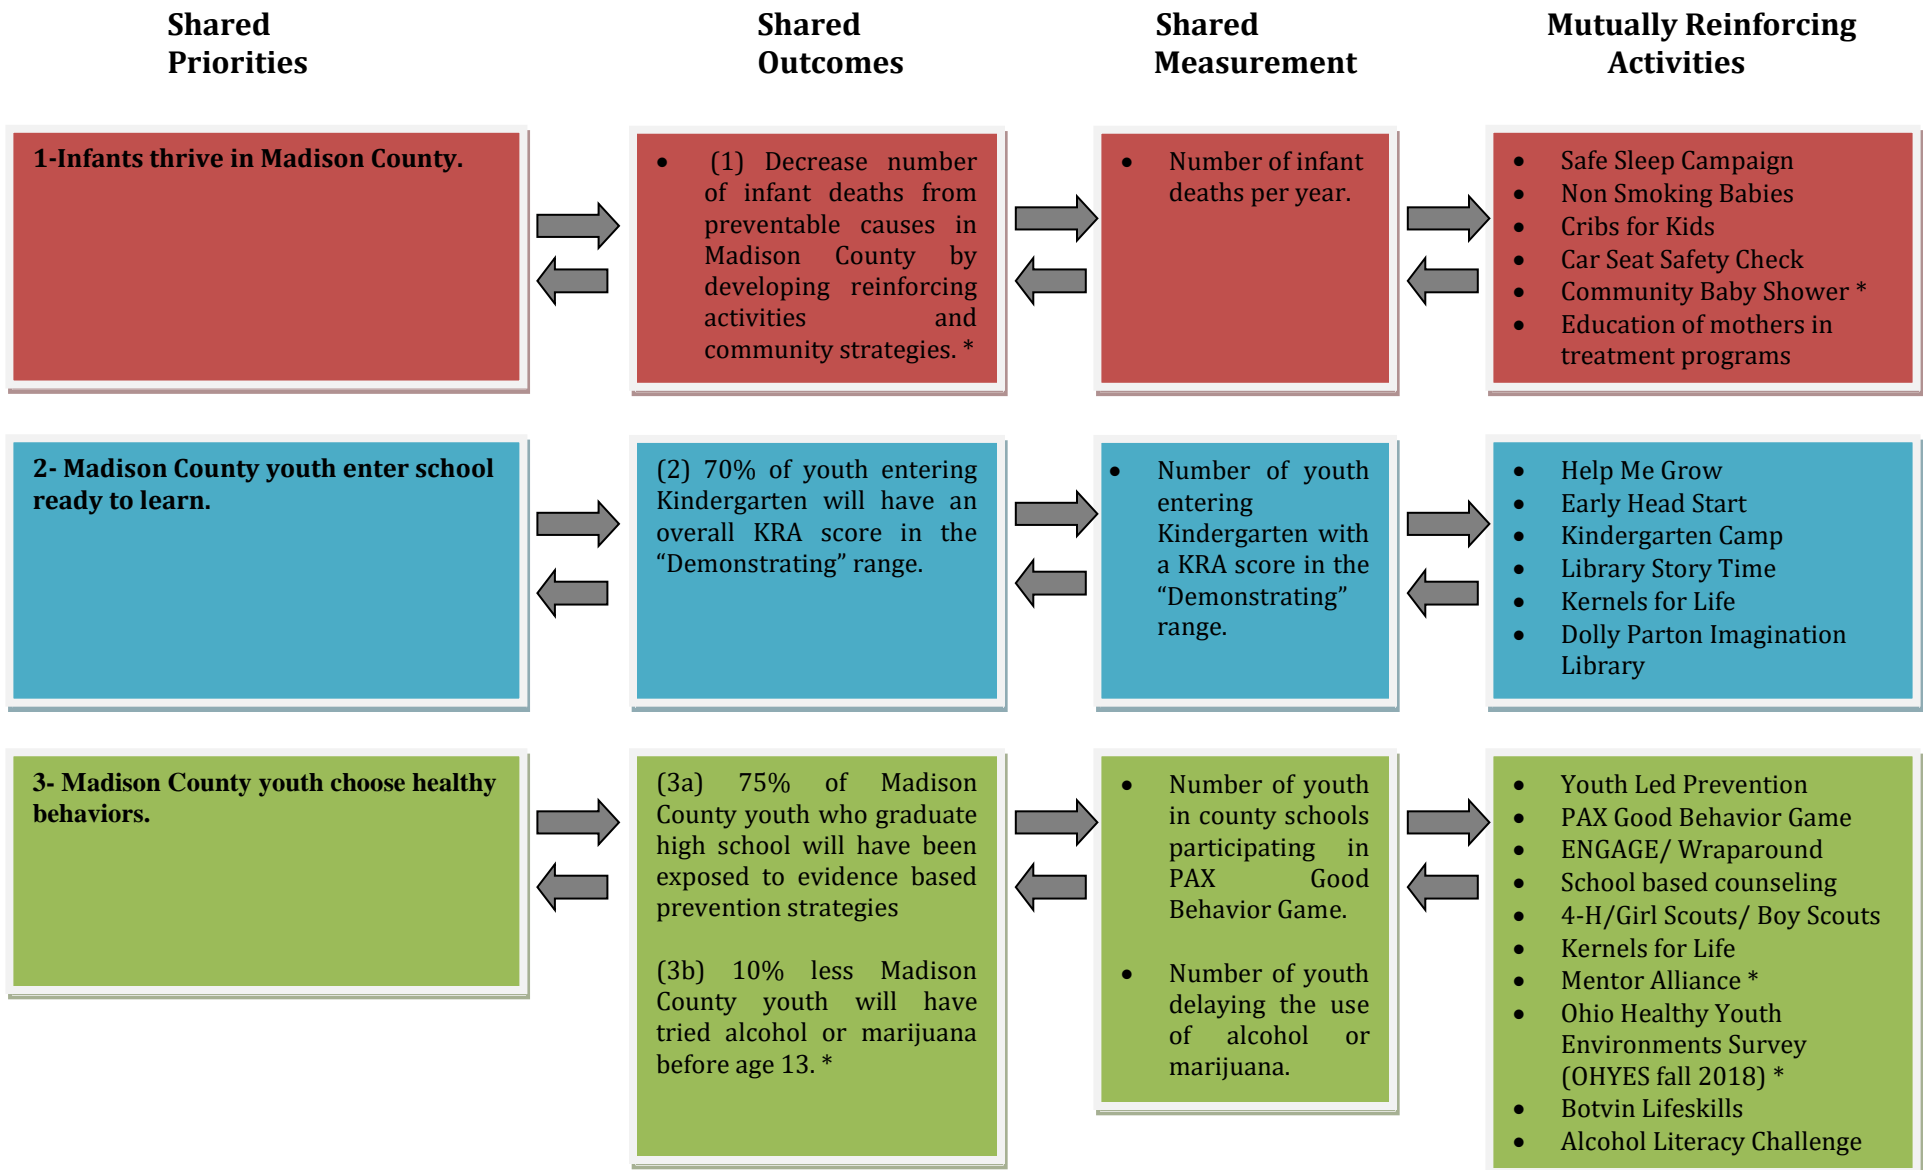 Shared
Priorities
Shared
Outcomes
Shared
Measurement
Mutually Reinforcing
Activities
1-Infants thrive in Madison County.
• (1) Decrease number
of infant deaths from
preventable causes in
Madison County by
developing reinforcing
activities and
community strategies. *
• Number of infant
deaths per year.
• Safe Sleep Campaign
• Non Smoking Babies
• Cribs for Kids
• Car Seat Safety Check
• Community Baby Shower *
• Education of mothers in
treatment programs
2- Madison County youth enter school
ready to learn.
(2) 70% of youth entering
Kindergarten will have an
overall KRA score in the
“Demonstrating” range.
• Number of youth
entering
Kindergarten with
a KRA score in the
“Demonstrating”
range.
• Help Me Grow
• Early Head Start
• Kindergarten Camp
• Library Story Time
• Kernels for Life
• Dolly Parton Imagination
Library
3- Madison County youth choose healthy
behaviors.
(3a) 75% of Madison
County youth who graduate
high school will have been
exposed to evidence based
prevention strategies
(3b) 10% less Madison
County youth will have
tried alcohol or marijuana
before age 13. *
• Number of youth
in county schools
participating in
PAX Good
Behavior Game.
• Number of youth
delaying the use
of alcohol or
marijuana.
• Youth Led Prevention
• PAX Good Behavior Game
• ENGAGE/ Wraparound
• School based counseling
• 4-H/Girl Scouts/ Boy Scouts
• Kernels for Life
• Mentor Alliance *
• Ohio Healthy Youth
Environments Survey
(OHYES fall 2018) *
• Botvin Lifeskills
• Alcohol Literacy Challenge